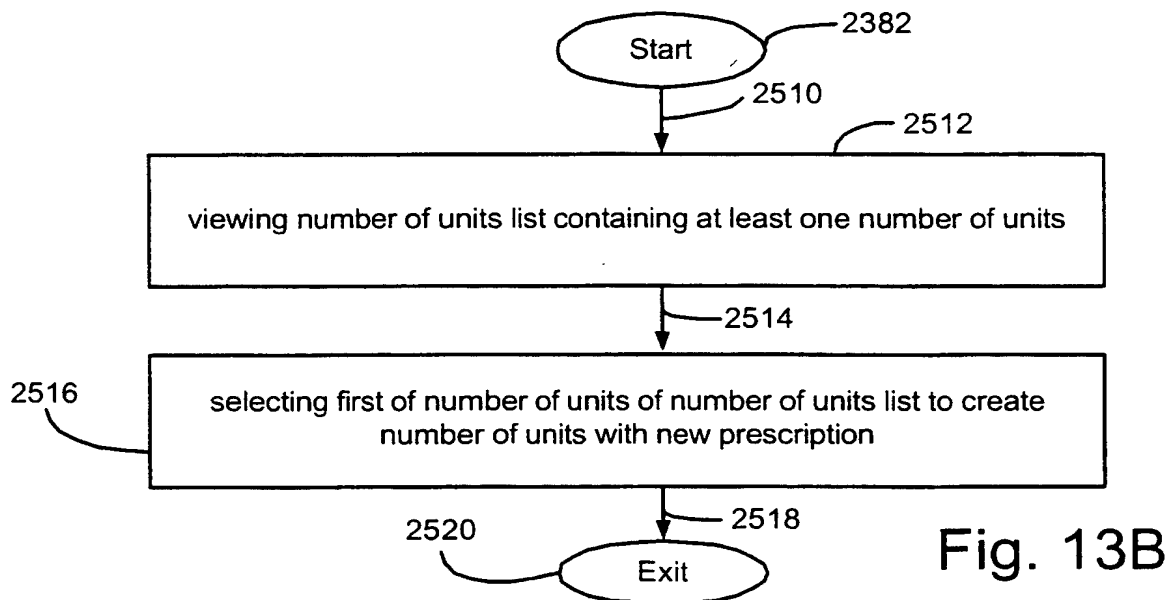 2382
Start
2510
2512
viewing number of units list containing at least one number of units
2514
2516
selecting first of number of units of number of units list to create
number of units with new prescription
2518
2520
Exit
Fig. 13B